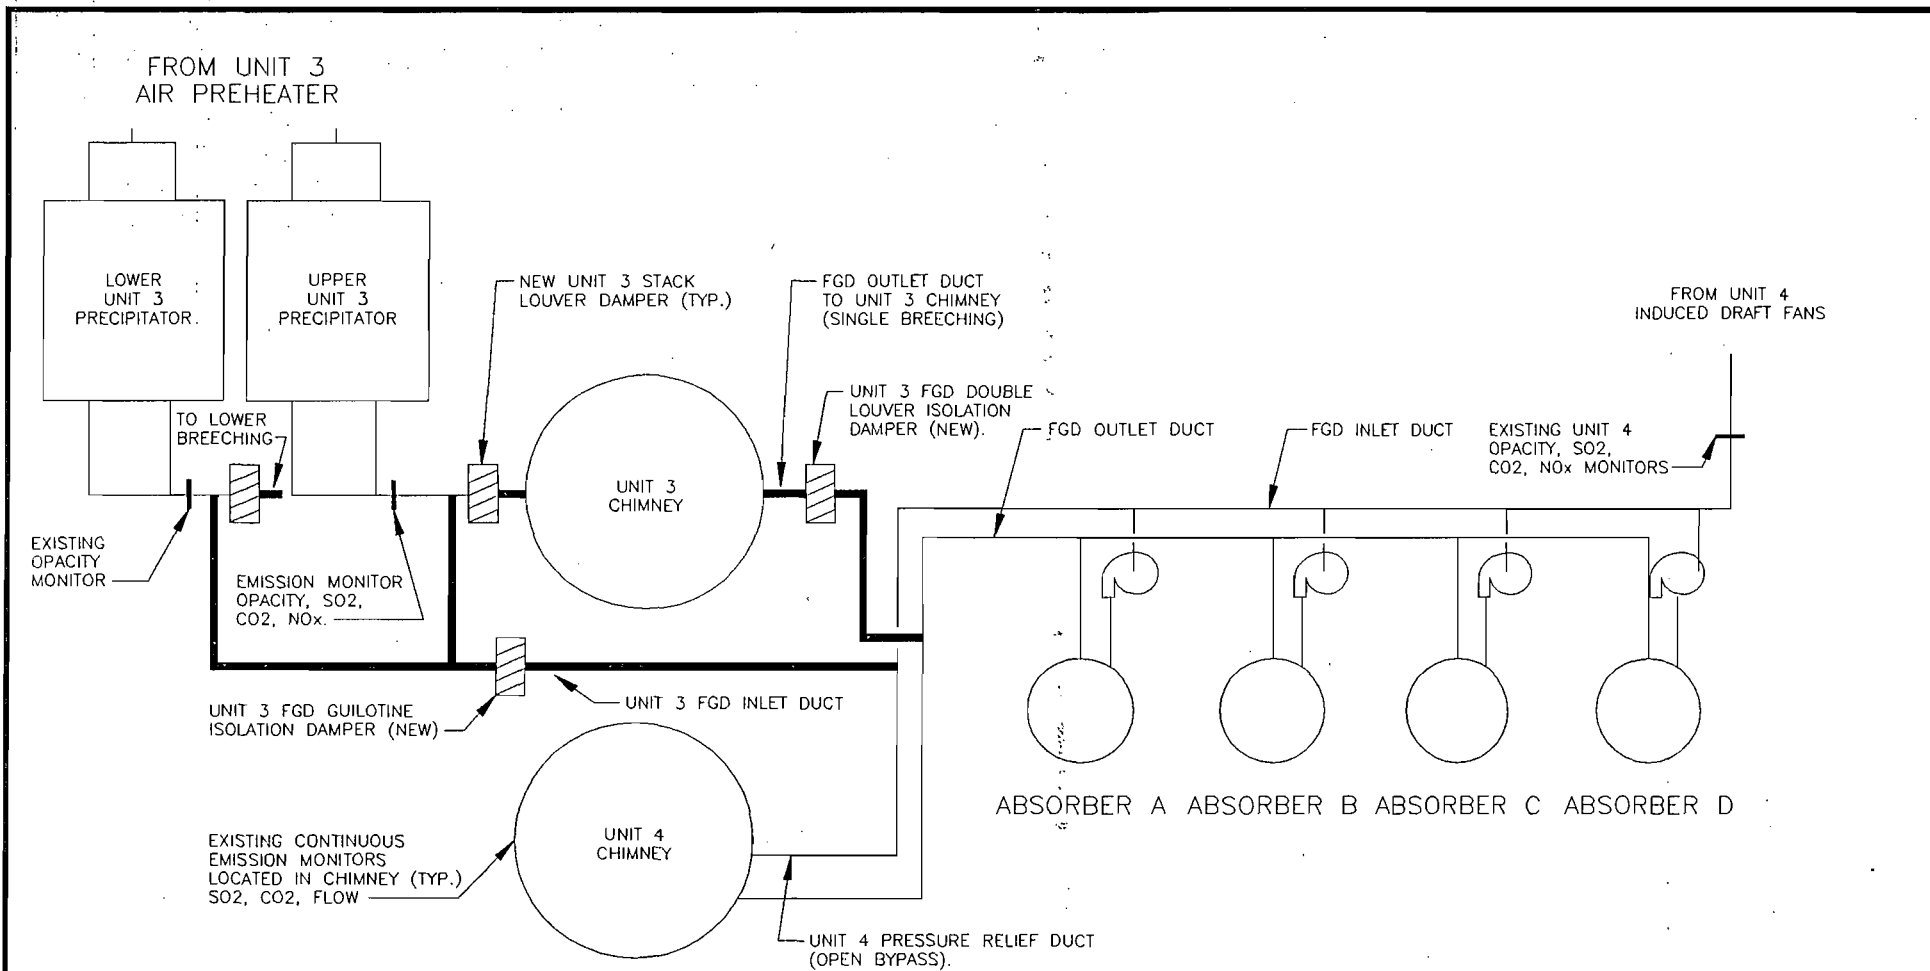 FROM UNIT 3
AIR PREHEATER
LOWER
UNIT 3
PRECIPITATOR
UPPER
UNIT 3
PRECIPITATOR
TO LOWER
BREECHING
NEW UNIT 3 STACK
LOUVER DAMPER (TYP.)
FGD OUTLET DUCT
TO UNIT 3 CHIMNEY
(SINGLE BREECHING)
UNIT 3 FGD DOUBLE
LOUVER ISOLATION
DAMPER (NEW).
FROM UNIT 4
INDUCED DRAFT FANS
FGD OUTLET DUCT
FGD INLET DUCT
EXISTING UNIT 4
OPACITY, SO2,
CO2, NOx MONITORS
UNIT 3
CHIMNEY
EXISTING
OPACITY
MONITOR
EMISSION MONITOR
OPACITY, SO2,
CO2, NOx.
UNIT 3 FGD GUILOTINE
ISOLATION DAMPER (NEW)
UNIT 3 FGD INLET DUCT
ABSORBER A
ABSORBER B
ABSORBER C
ABSORBER D
EXISTING CONTINUOUS
EMISSION MONITORS
LOCATED IN CHIMNEY (TYP.)
SO2, CO2, FLOW
UNIT 4
CHIMNEY
UNIT 4 PRESSURE RELIEF DUCT
(OPEN BYPASS).